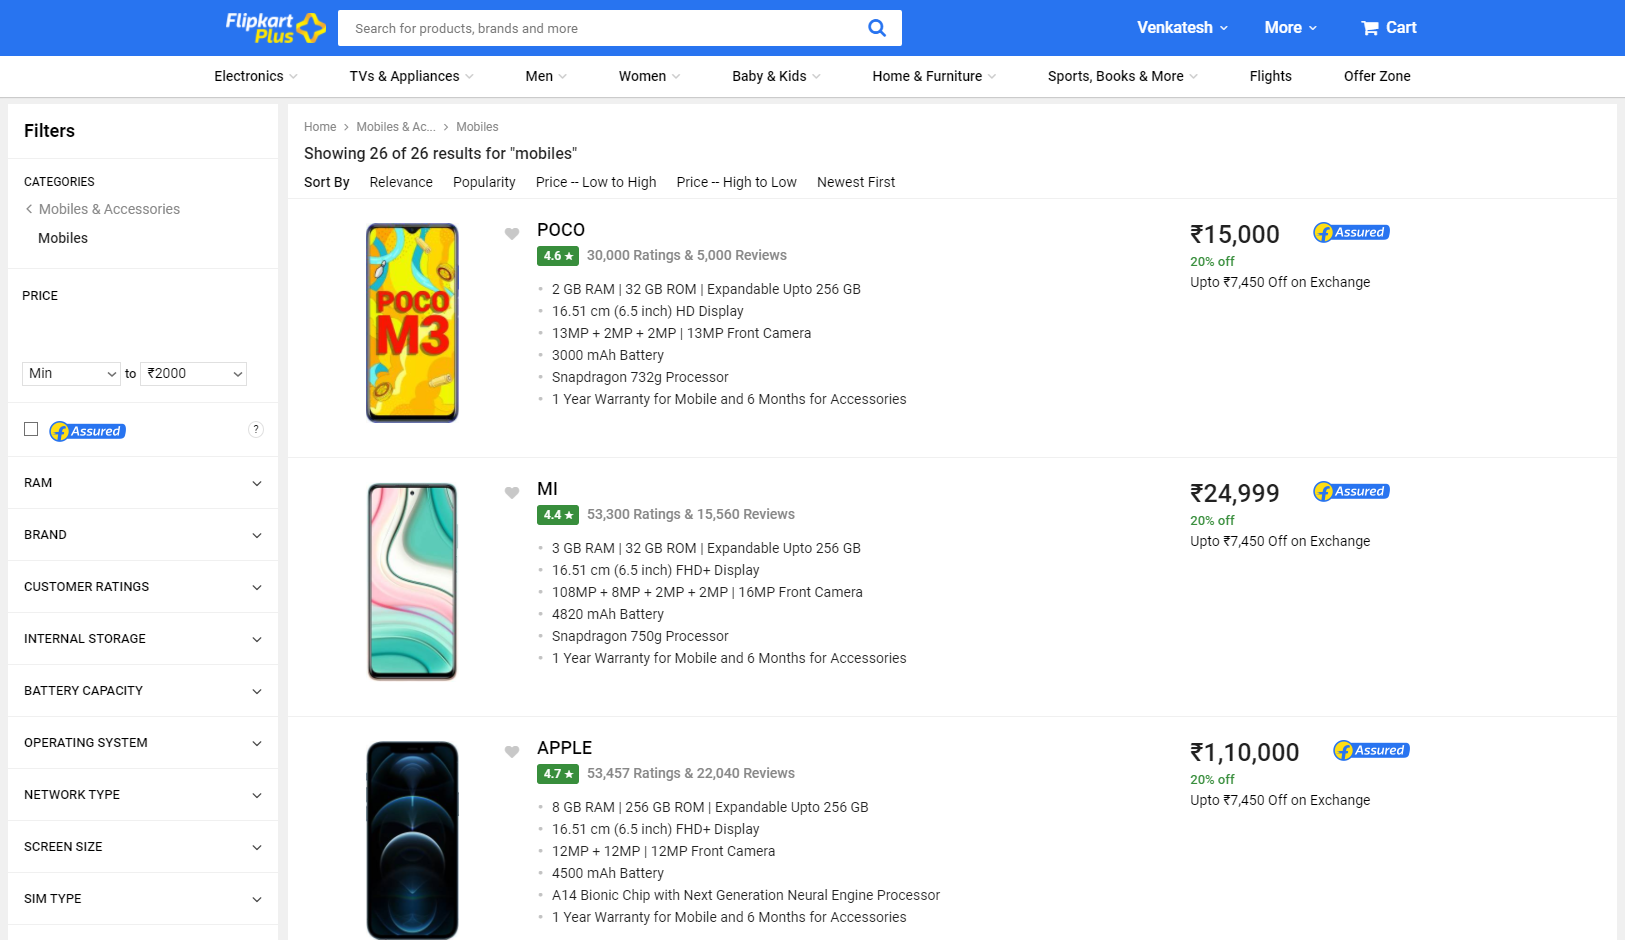 Flipkart
Plus
Search for products, brands and more
Venkatesh
More
Cart
Electronics
TVs & Appliances
Men
Women
Baby & Kids
Home & Furniture
Sports, Books & More
Flights
Offer Zone
Filters
CATEGORIES
Mobiles & Accessories
Mobiles
PRICE
Min to ₹2000
f Assured ?
RAM
BRAND
CUSTOMER RATINGS
INTERNAL STORAGE
BATTERY CAPACITY
OPERATING SYSTEM
NETWORK TYPE
SCREEN SIZE
SIM TYPE
Home > Mobiles & Ac... > Mobiles
Showing 26 of 26 results for "mobiles"
Sort By Relevance Popularity Price -- Low to High Price -- High to Low Newest First
POCO
M3
POCO
4.6 ★ 30,000 Ratings & 5,000 Reviews
• 2 GB RAM | 32 GB ROM | Expandable Upto 256 GB
• 16.51 cm (6.5 inch) HD Display
• 13MP + 2MP + 2MP | 13MP Front Camera
• 3000 mAh Battery
• Snapdragon 732g Processor
• 1 Year Warranty for Mobile and 6 Months for Accessories
₹15,000 f Assured
20% off
Upto ₹7,450 Off on Exchange
MI
4.4 ★ 53,300 Ratings & 15,560 Reviews
• 3 GB RAM | 32 GB ROM | Expandable Upto 256 GB
• 16.51 cm (6.5 inch) FHD+ Display
• 108MP + 8MP + 2MP + 2MP | 16MP Front Camera
• 4820 mAh Battery
• Snapdragon 750g Processor
• 1 Year Warranty for Mobile and 6 Months for Accessories
₹24,999 f Assured
20% off
Upto ₹7,450 Off on Exchange
APPLE
4.7 ★ 53,457 Ratings & 22,040 Reviews
• 8 GB RAM | 256 GB ROM | Expandable Upto 256 GB
• 16.51 cm (6.5 inch) FHD+ Display
• 12MP + 12MP | 12MP Front Camera
• 4500 mAh Battery
• A14 Bionic Chip with Next Generation Neural Engine Processor
• 1 Year Warranty for Mobile and 6 Months for Accessories
₹1,10,000 f Assured
20% off
Upto ₹7,450 Off on Exchange